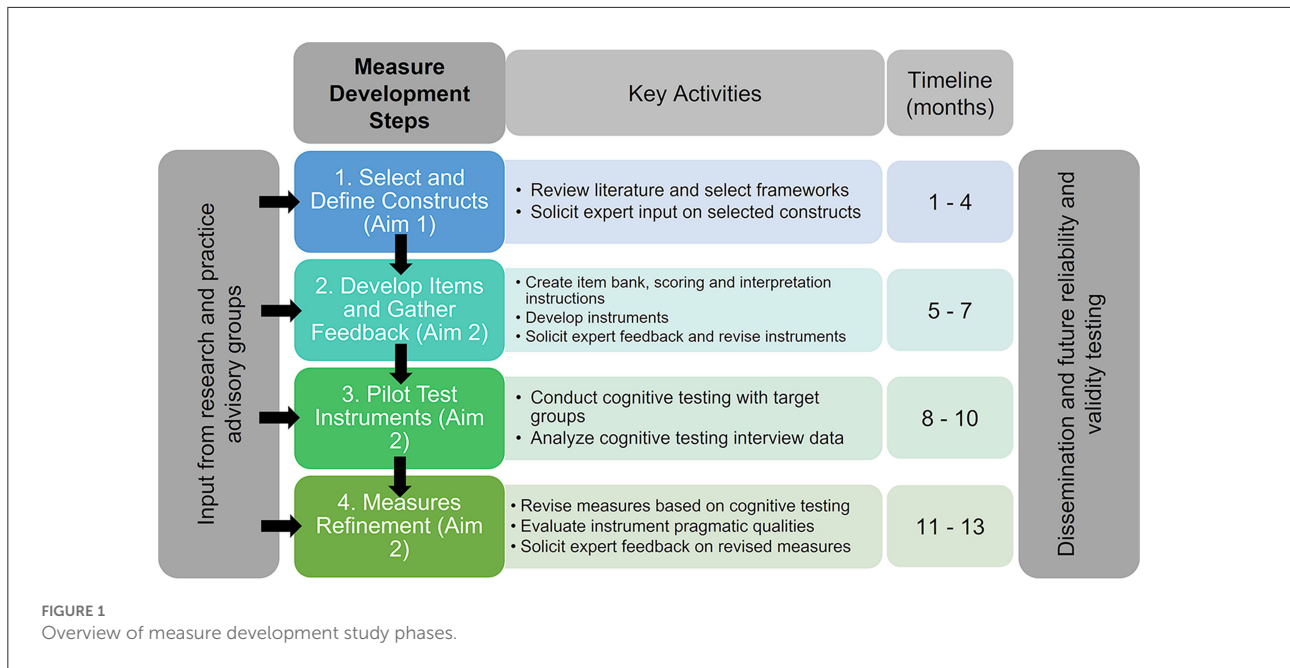 Measure
Development
Steps
Key Activities
Timeline
(months)
Input from research and practice
advisory groups
1. Select and
Define Constructs
(Aim 1)
• Review literature and select frameworks
• Solicit expert input on selected constructs
1 - 4
2. Develop Items
and Gather
Feedback (Aim 2)
• Create item bank, scoring and interpretation
instructions
• Develop instruments
• Solicit expert feedback and revise instruments
5 - 7
3. Pilot Test
Instruments (Aim
2)
• Conduct cognitive testing with target
groups
• Analyze cognitive testing interview data
8 - 10
4. Measures
Refinement (Aim
2)
• Revise measures based on cognitive testing
• Evaluate instrument pragmatic qualities
• Solicit expert feedback on revised measures
11 - 13
Dissemination and future reliability and
validity testing
FIGURE 1
Overview of measure development study phases.